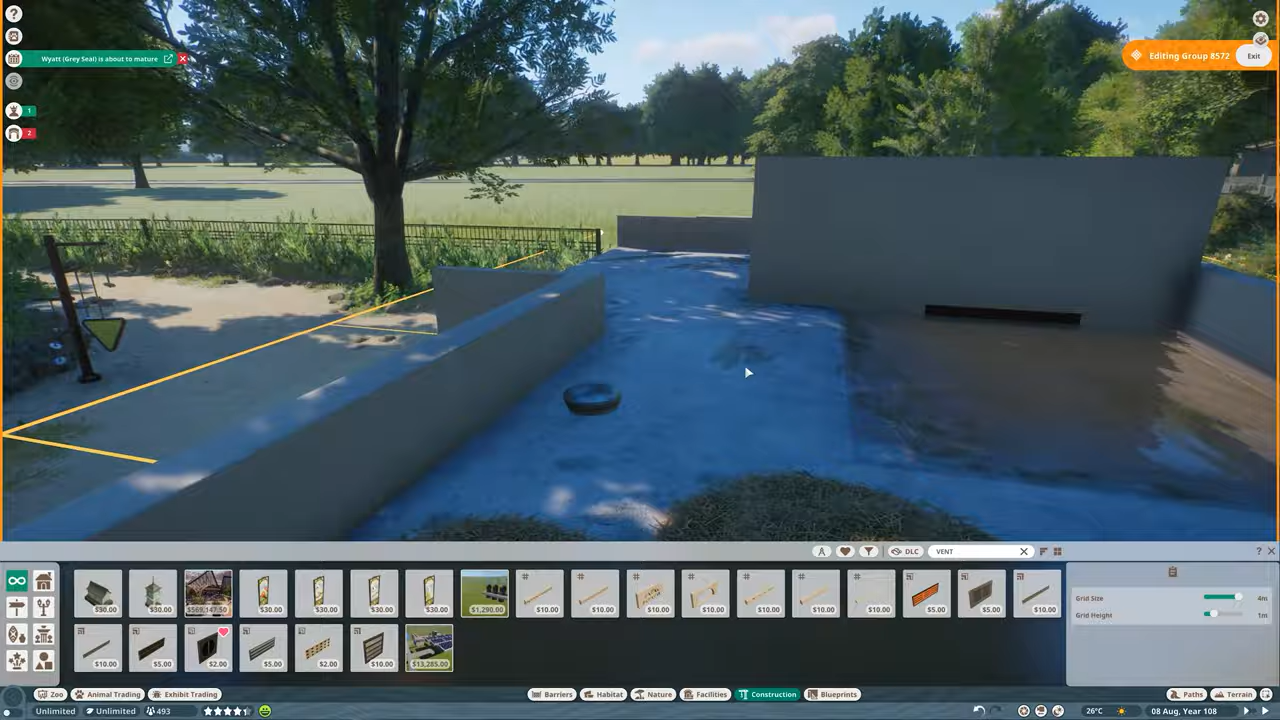 ?
Wyatt (Grey Seal) is about to mature
1
2
Editing Group 8572
Exit
DLC
VENT
?
$30.00
$30.00
$569,147.50
$30.00
$30.00
$30.00
$30.00
$1,290.00
$10.00
$10.00
$10.00
$10.00
$10.00
$10.00
$10.00
$5.00
$5.00
$10.00
$10.00
$5.00
$2.00
$5.00
$2.00
$10.00
$13,285.00
Grid Size
4m
Grid Height
1m
Zoo
Animal Trading
Exhibit Trading
Barriers
Habitat
Nature
Facilities
Construction
Blueprints
Paths
Terrain
Unlimited
Unlimited
493
26°C
08 Aug, Year 108